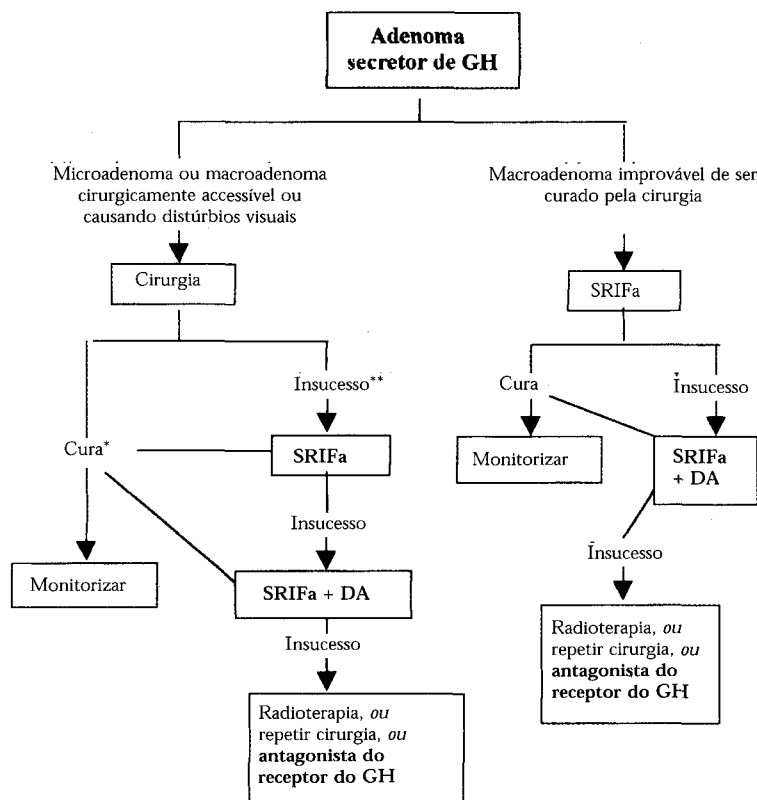 Adenoma
secretor de GH
Microadenoma ou macroadenoma
cirurgicamente accessível ou
causando distúrbios visuais
Macroadenoma improvável de ser
curado pela cirurgia
Cirurgia
SRIFa
Insucesso**
Cura
Insucesso
Cura*
SRIFa
Monitorizar
SRIFa
+ DA
Insucesso
Insucesso
Monitorizar
SRIFa + DA
Insucesso
Radioterapia, ou
repetir cirurgia, ou
antagonista do
receptor do GH
Radioterapia, ou
repetir cirurgia, ou
antagonista do
receptor do GH